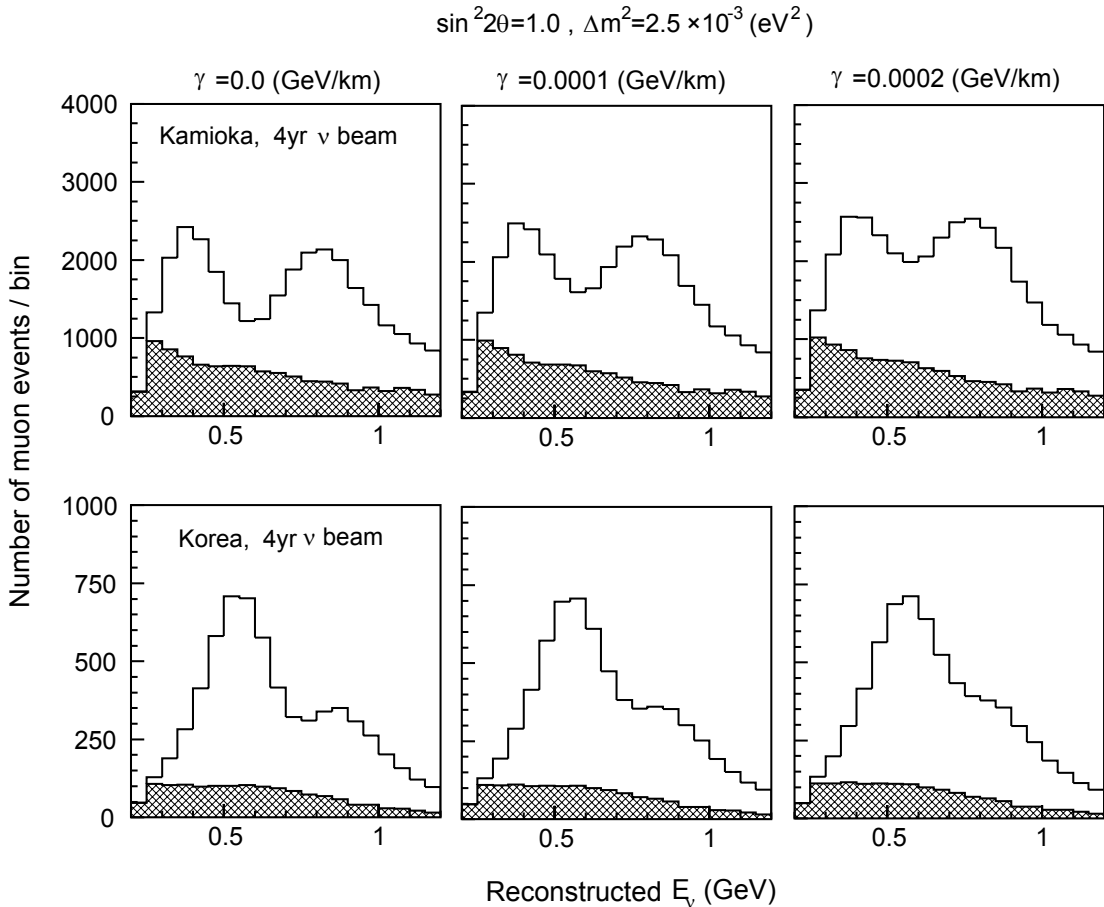 sin²2θ=1.0 , Δm²=2.5 ×10⁻³ (eV²)
γ =0.0 (GeV/km)
γ =0.0001 (GeV/km)
γ =0.0002 (GeV/km)
Number of muon events / bin
4000
3000
2000
1000
0
Kamioka, 4yr ν beam
0.5 1
0.5 1
0.5 1
1000
750
500
250
0
Korea, 4yr ν beam
0.5 1
0.5 1
0.5 1
Reconstructed Eᵥ (GeV)